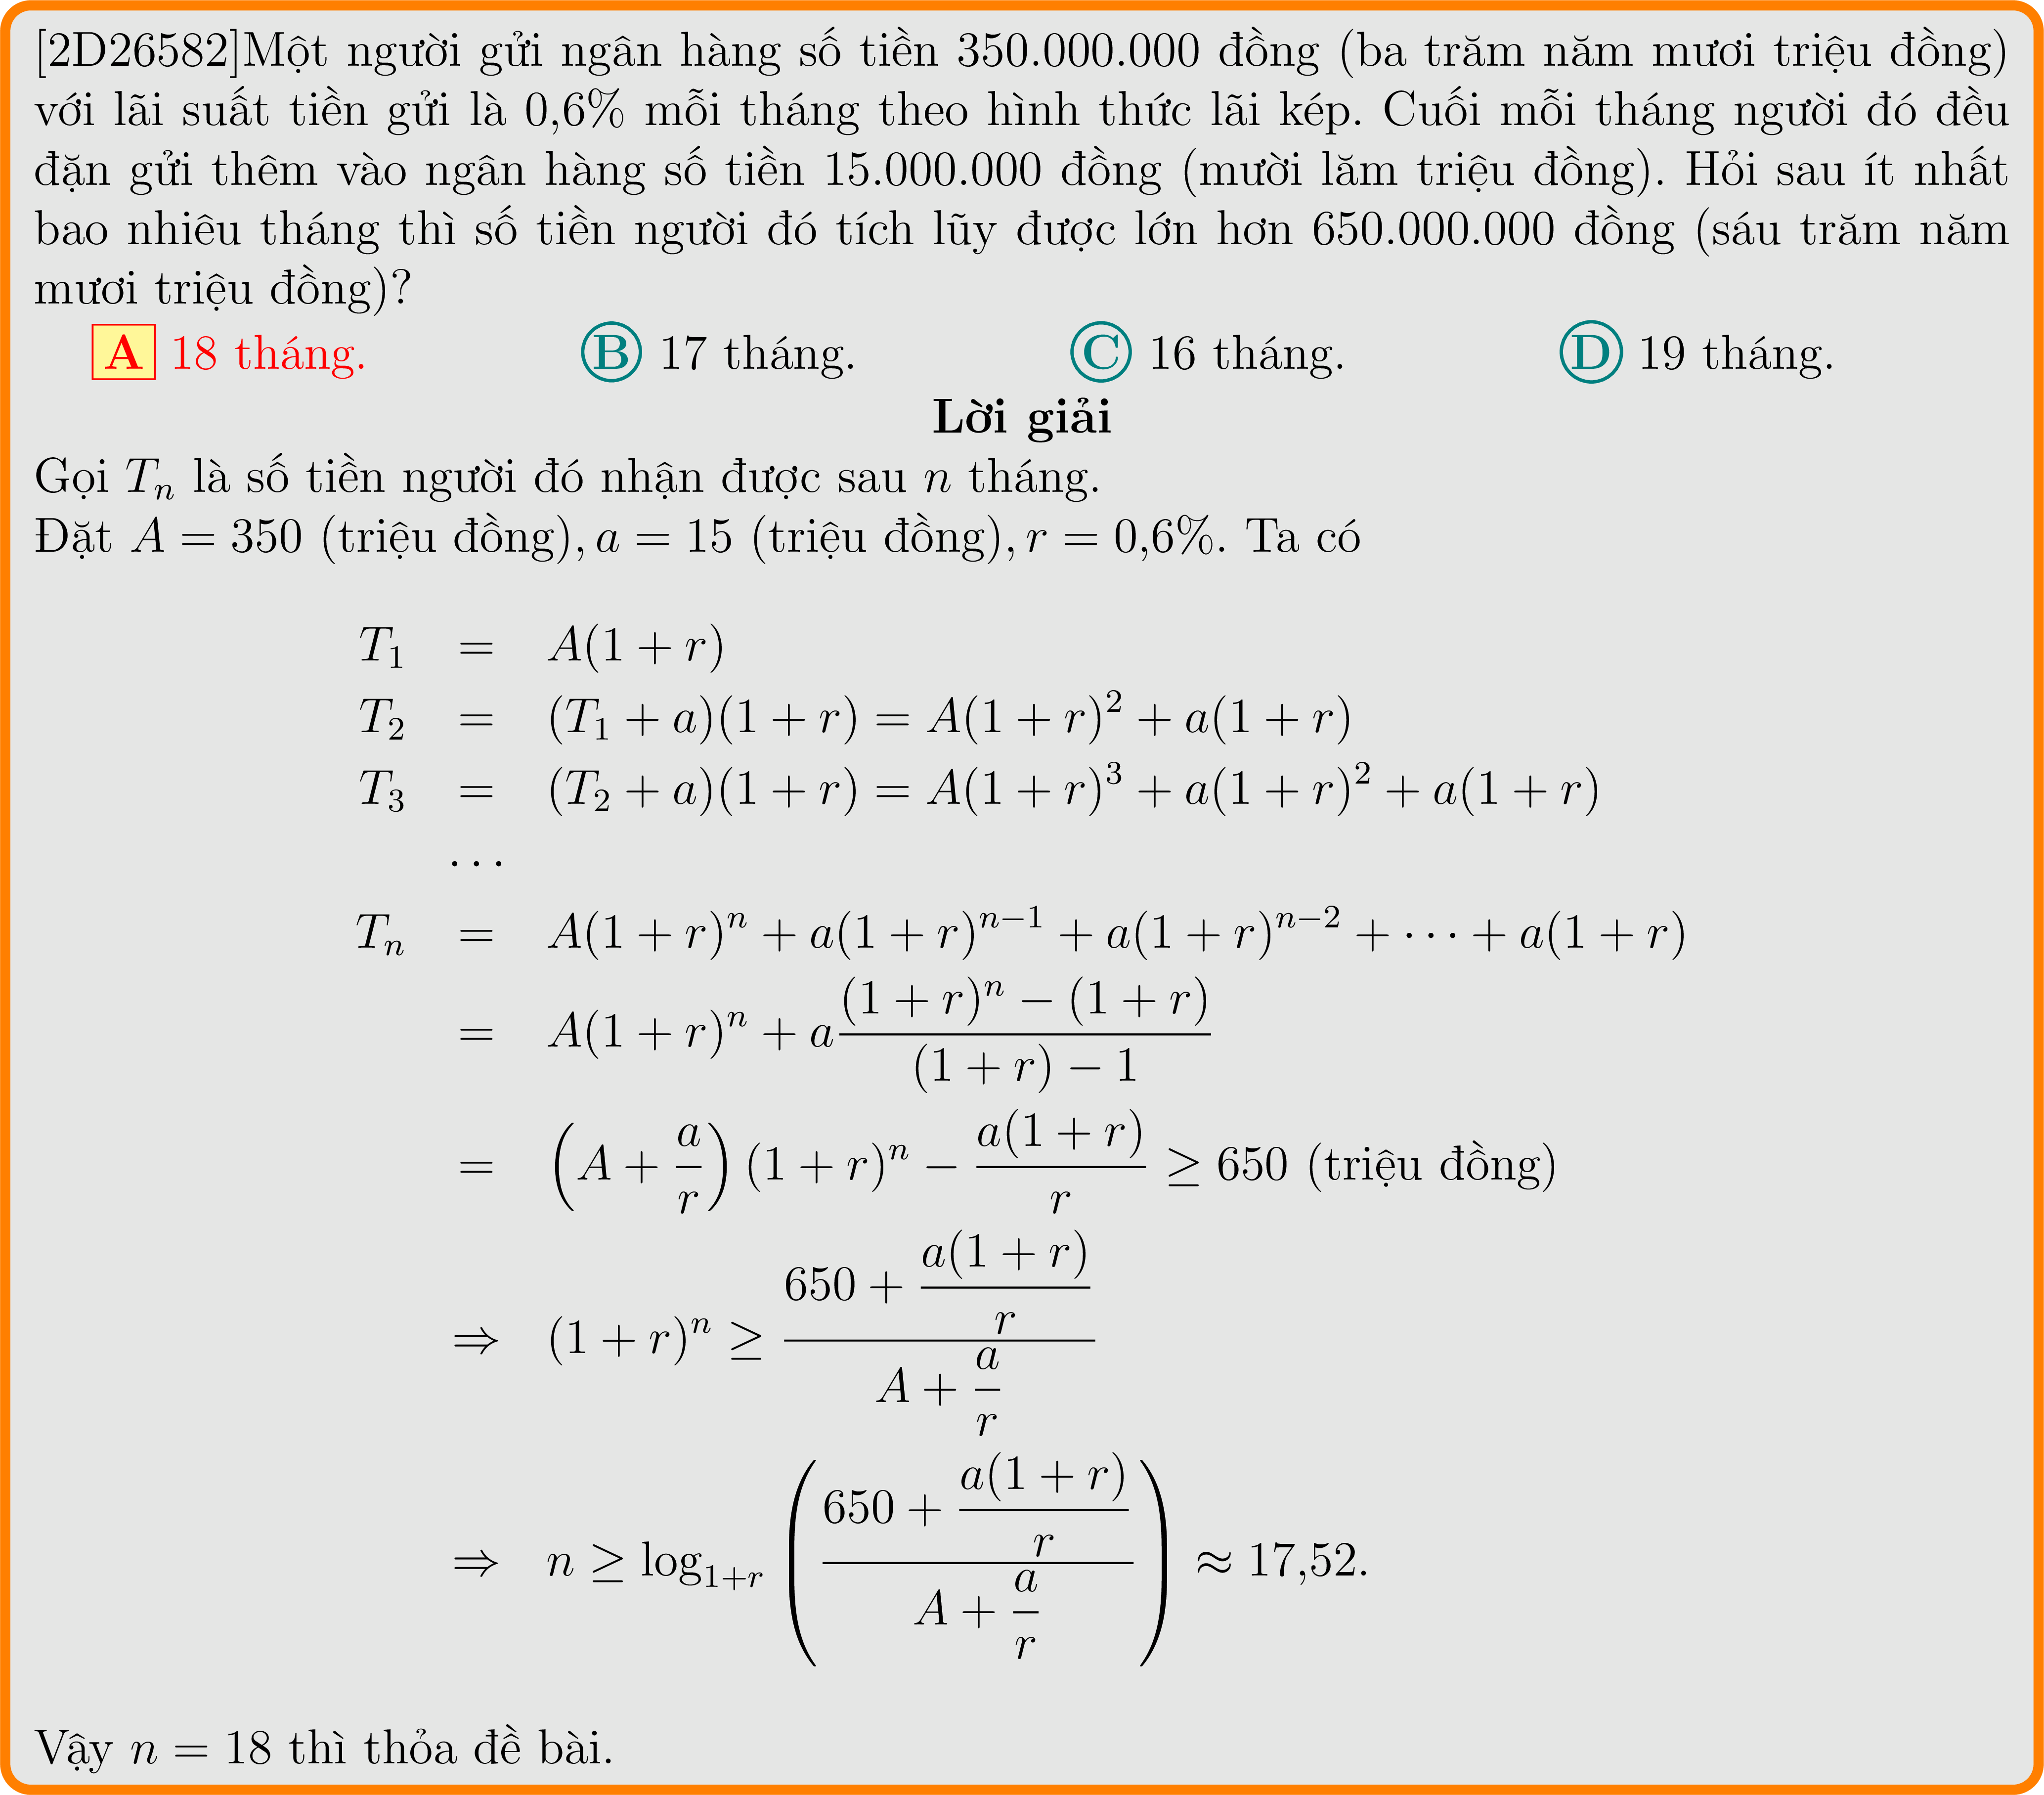 [2D26582]Một người gửi ngân hàng số tiền 350.000.000 đồng (ba trăm năm mươi triệu đồng)
với lãi suất tiền gửi là 0,6% mỗi tháng theo hình thức lãi kép. Cuối mỗi tháng người đó đều
đặn gửi thêm vào ngân hàng số tiền 15.000.000 đồng (mười lăm triệu đồng). Hỏi sau ít nhất
bao nhiêu tháng thì số tiền người đó tích lũy được lớn hơn 650.000.000 đồng (sáu trăm năm
mươi triệu đồng)?
A 18 tháng. B 17 tháng. C 16 tháng. D 19 tháng.
Lời giải
Gọi $T_n$ là số tiền người đó nhận được sau $n$ tháng.
Đặt $A = 350$ (triệu đồng), $a = 15$ (triệu đồng), $r = 0,6\%$. Ta có
$T_1 = A(1 + r)$
$T_2 = (T_1 + a)(1 + r) = A(1 + r)^2 + a(1 + r)$
$T_3 = (T_2 + a)(1 + r) = A(1 + r)^3 + a(1 + r)^2 + a(1 + r)$
$\cdots$
$T_n = A(1 + r)^n + a(1 + r)^{n-1} + a(1 + r)^{n-2} + \cdots + a(1 + r)$
$= A(1 + r)^n + a\dfrac{(1 + r)^n - (1 + r)}{(1 + r) - 1}$
$= \left(A + \dfrac{a}{r}\right)(1 + r)^n - \dfrac{a(1 + r)}{r} \geq 650$ (triệu đồng)
$\Rightarrow (1 + r)^n \geq \dfrac{650 + \dfrac{a(1 + r)}{r}}{A + \dfrac{a}{r}}$
$\Rightarrow n \geq \log_{1+r}\left(\dfrac{650 + \dfrac{a(1 + r)}{r}}{A + \dfrac{a}{r}}\right) \approx 17,52.$
Vậy $n = 18$ thì thỏa đề bài.